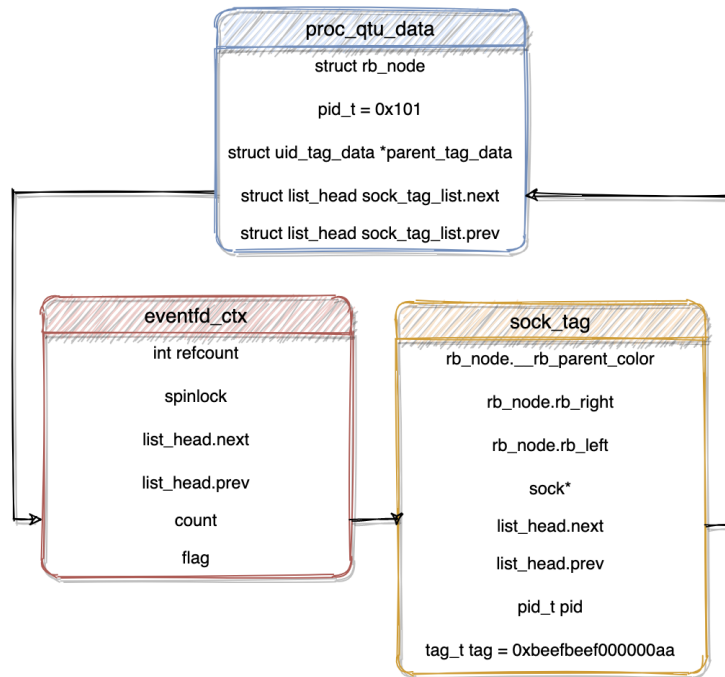 proc_qtu_data
struct rb_node
pid_t = 0x101
struct uid_tag_data *parent_tag_data
struct list_head sock_tag_list.next
struct list_head sock_tag_list.prev
eventfd_ctx
int refcount
spinlock
list_head.next
list_head.prev
count
flag
sock_tag
rb_node.__rb_parent_color
rb_node.rb_right
rb_node.rb_left
sock*
list_head.next
list_head.prev
pid_t pid
tag_t tag = 0xbeefbeef000000aa